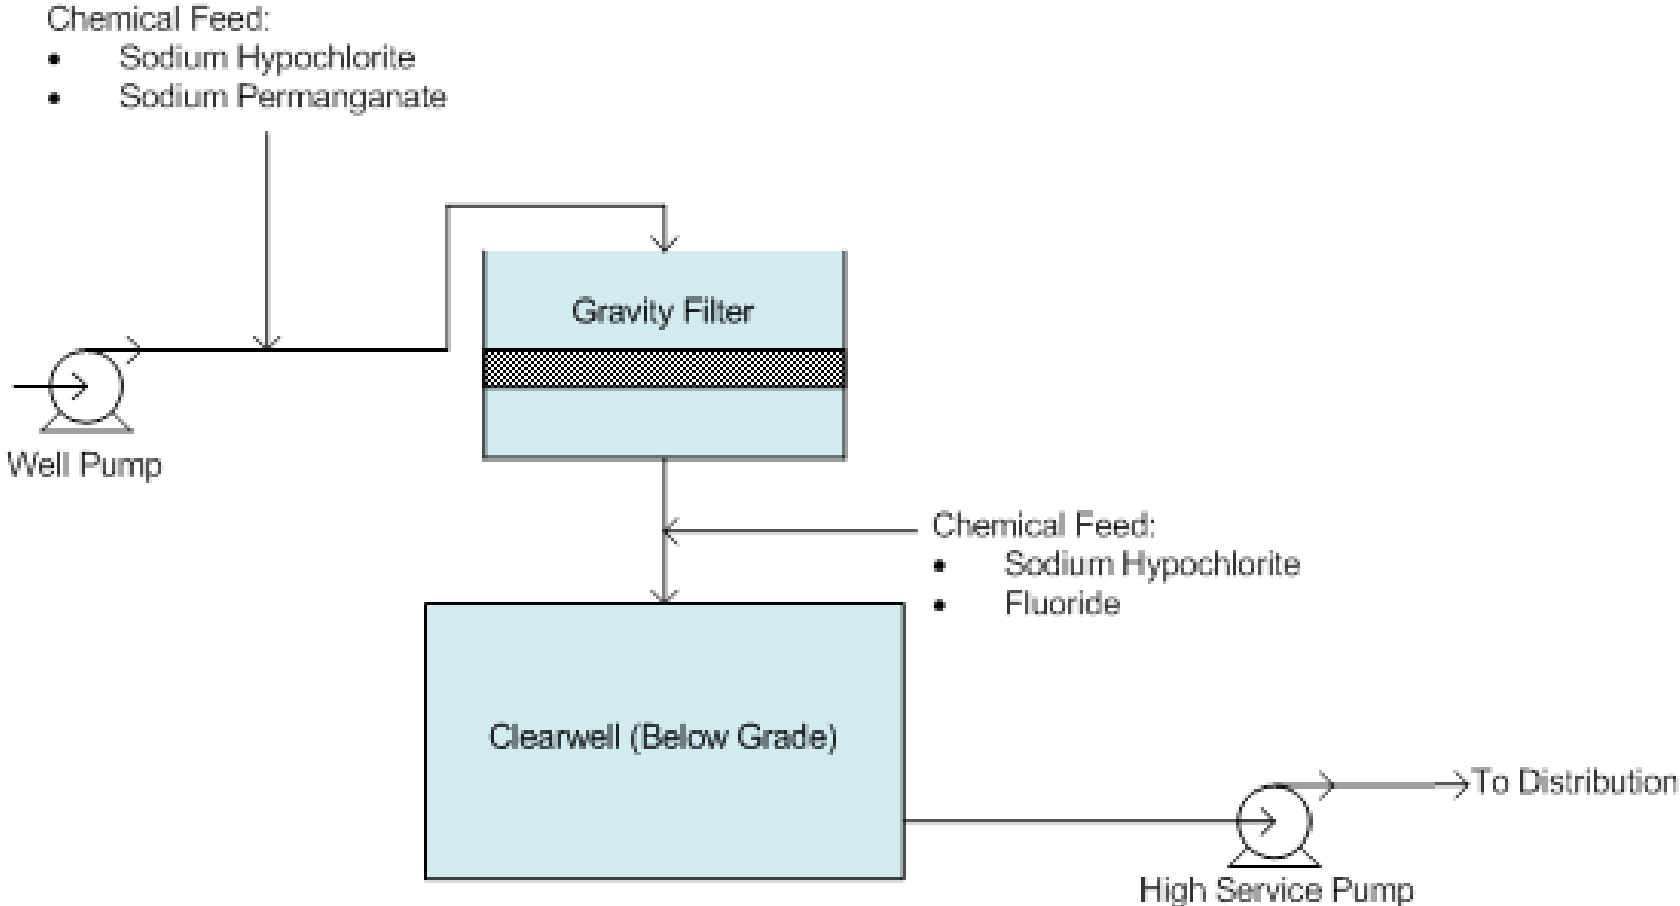 Chemical Feed:
• Sodium Hypochlorite
• Sodium Permanganate
Gravity Filter
Well Pump
Chemical Feed:
• Sodium Hypochlorite
• Fluoride
Clearwell (Below Grade)
To Distribution
High Service Pump